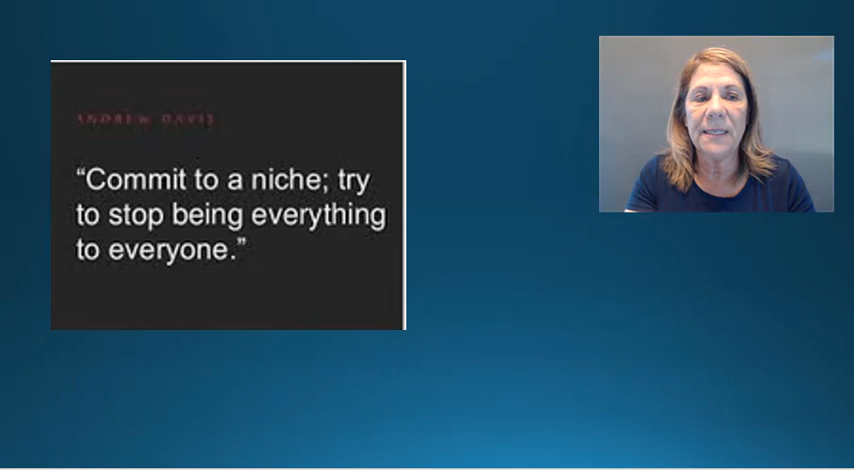 ANDREW DAVIS
“Commit to a niche; try
to stop being everything
to everyone.”